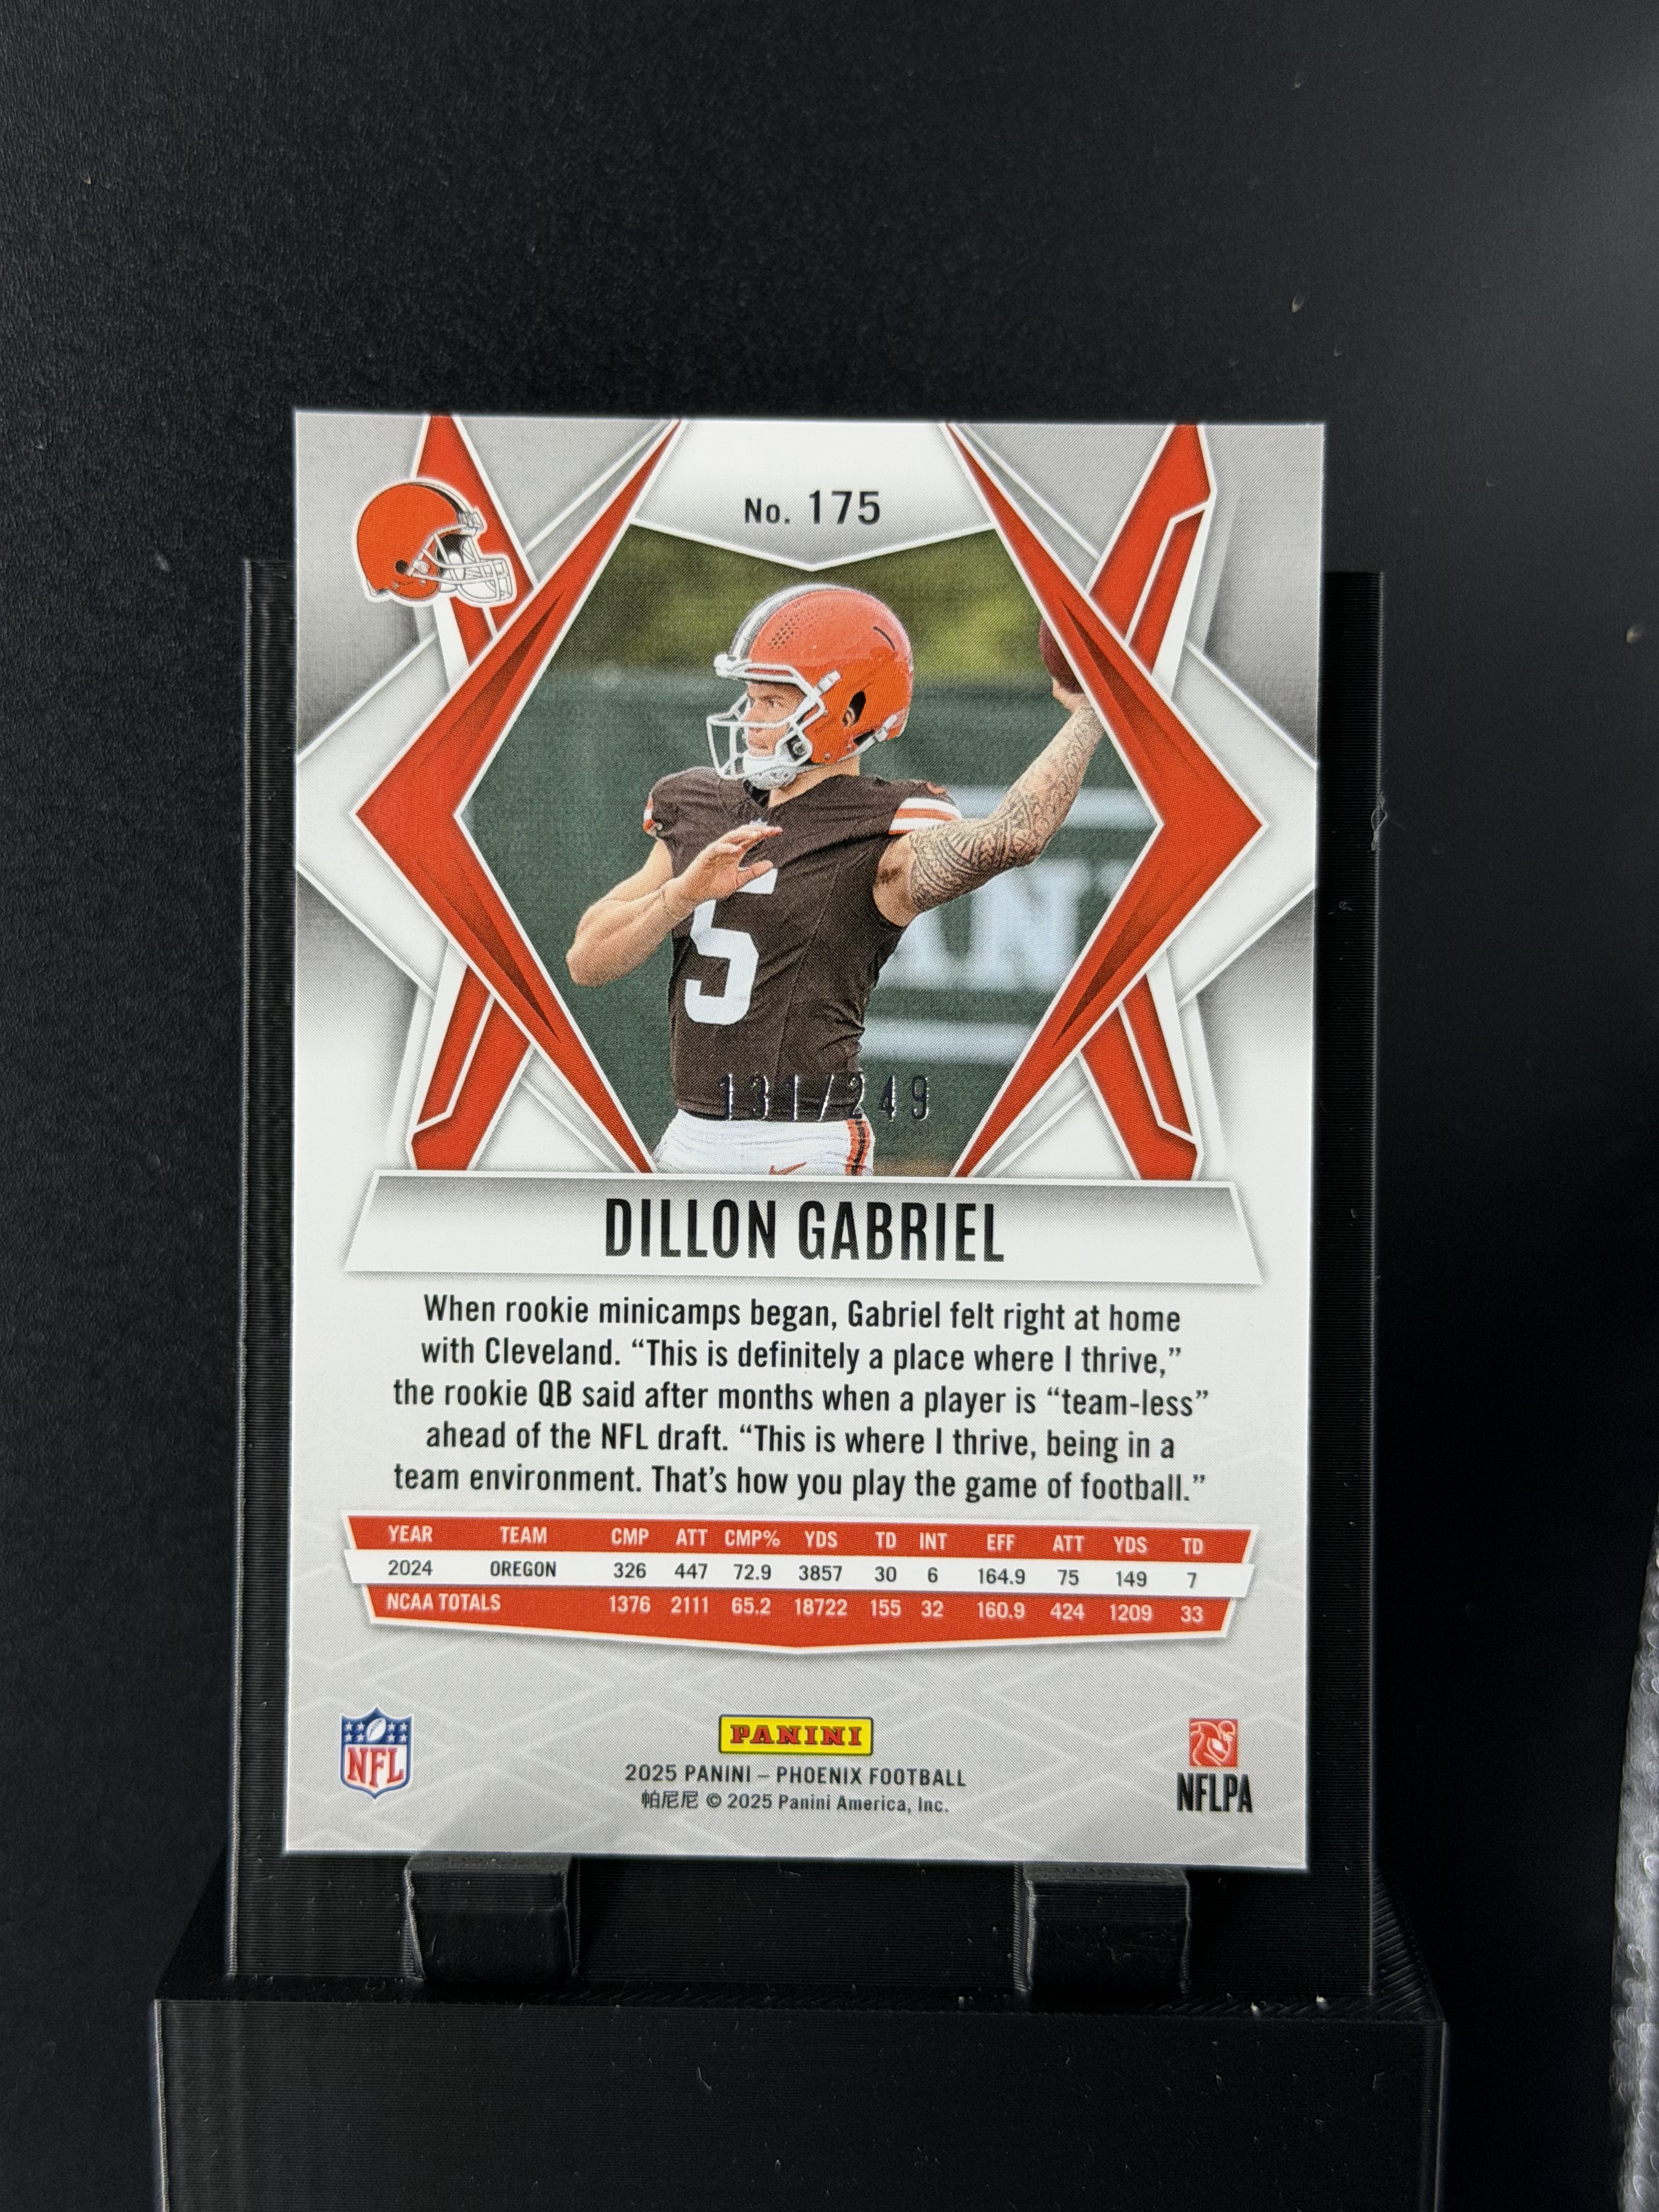 No. 175
5
131/249
DILLON GABRIEL
When rookie minicamps began, Gabriel felt right at home
with Cleveland. “This is definitely a place where I thrive,”
the rookie QB said after months when a player is “team-less”
ahead of the NFL draft. “This is where I thrive, being in a
team environment. That’s how you play the game of football.”
YEAR TEAM CMP ATT CMP% YDS TD INT EFF ATT YDS TD
2024 OREGON 326 447 72.9 3857 30 6 164.9 75 149 7
NCAA TOTALS 1376 2111 65.2 18722 155 32 160.9 424 1209 33
NFL
PANINI
2025 PANINI – PHOENIX FOOTBALL
帕尼尼 © 2025 Panini America, Inc.
NFLPA